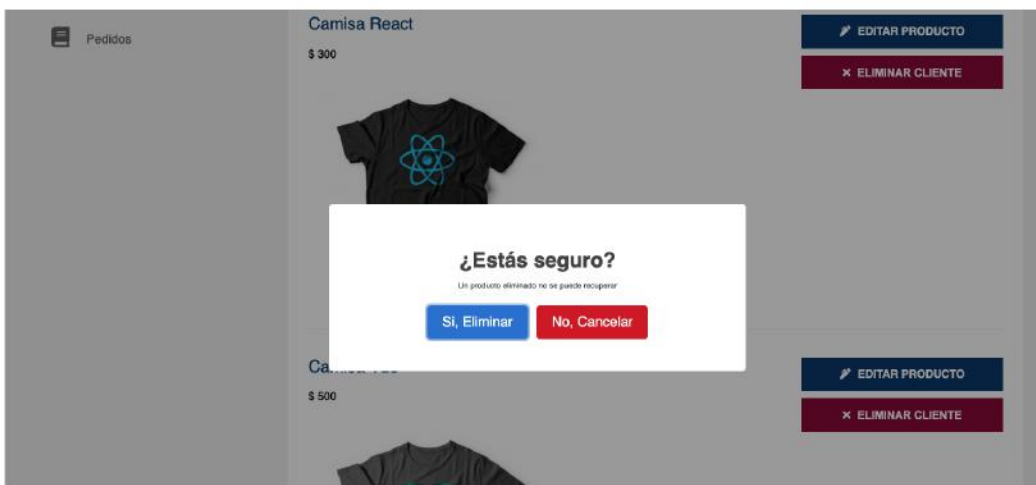 Pedidos
Camisa React
$ 300
EDITAR PRODUCTO
× ELIMINAR CLIENTE
¿Estás seguro?
Un producto eliminado no se puede recuperar
Si, Eliminar
No, Cancelar
$ 500
EDITAR PRODUCTO
× ELIMINAR CLIENTE